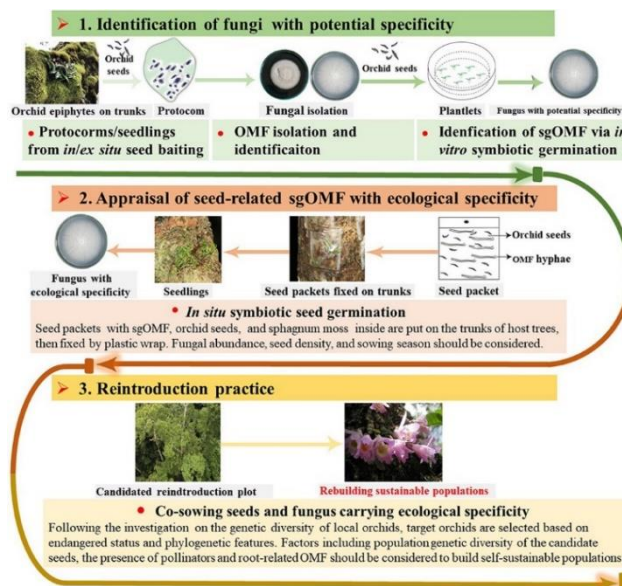 ➢ 1. Identification of fungi with potential specificity
Orchid seeds
Orchid seeds
Orchid epiphytes on trunks
Protocom
Fungal isolation
Plantlets
Fungus with potential specificity
• Protocorms/seedlings from in/ex situ seed baiting
• OMF isolation and identificaiton
• Idenfication of sgOMF via in vitro symbiotic germination
➢ 2. Appraisal of seed-related sgOMF with ecological specificity
Orchid seeds
OMF hyphae
Fungus with ecological specificity
Seedlings
Seed packets fixed on trunks
Seed packet
• In situ symbiotic seed germination
Seed packets with sgOMF, orchid seeds, and sphagnum moss inside are put on the trunks of host trees,
then fixed by plastic wrap. Fungal abundance, seed density, and sowing season should be considered.
➢ 3. Reintroduction practice
Candidated reindtroduction plot
Rebuilding sustainable populations
• Co-sowing seeds and fungus carrying ecological specificity
Following the investigation on the genetic diversity of local orchids, target orchids are selected based on
endangered status and phylogenetic features. Factors including population genetic diversity of the candidate
seeds, the presence of pollinators and root-related OMF should be considered to build self-sustainable populations.